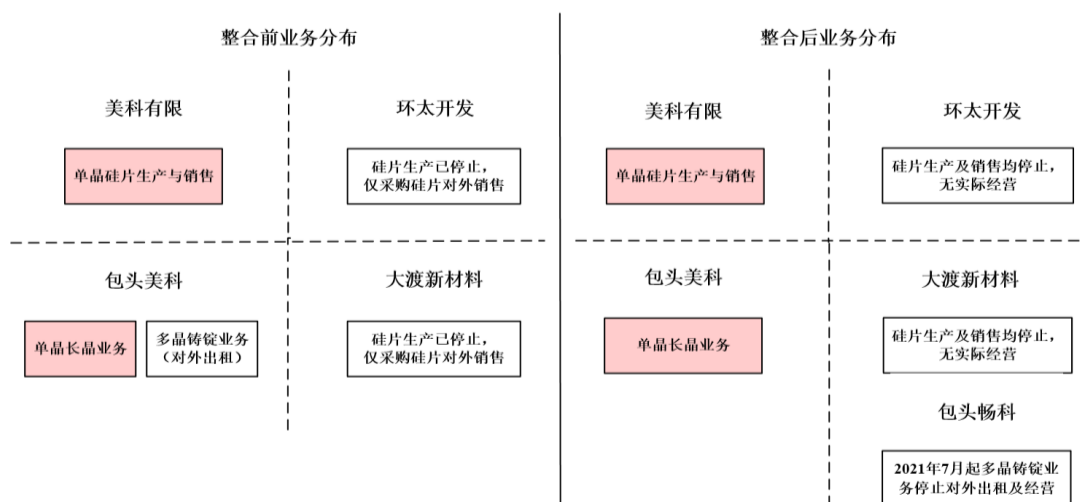 整合前业务分布
美科有限
环太开发
单晶硅片生产与销售
硅片生产已停止，
仅采购硅片对外销售
包头美科
大渡新材料
单晶长晶业务
多晶铸锭业务
（对外出租）
硅片生产已停止，
仅采购硅片对外销售
整合后业务分布
美科有限
环太开发
单晶硅片生产与销售
硅片生产及销售均停止，
无实际经营
包头美科
大渡新材料
单晶长晶业务
硅片生产及销售均停止，
无实际经营
包头畅科
2021年7月起多晶铸锭业
务停止对外出租及经营